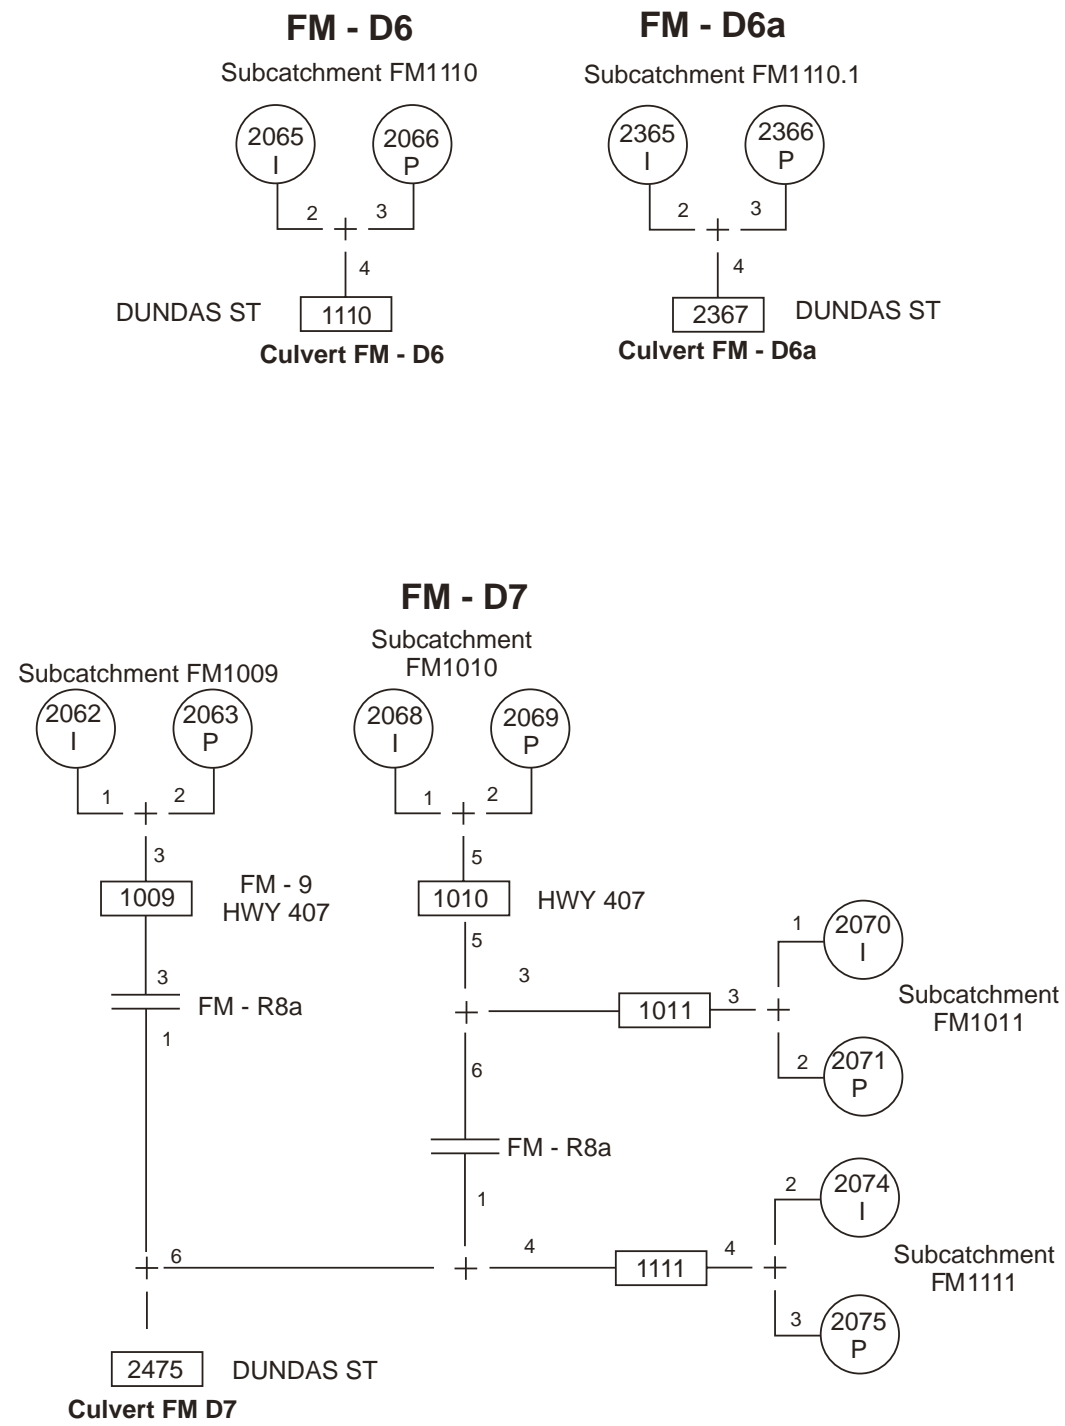 FM - D6
Subcatchment FM1110
2065
I
2066
P
2
3
4
DUNDAS ST
1110
Culvert FM - D6
FM - D6a
Subcatchment FM1110.1
2365
I
2366
P
2
3
4
2367
DUNDAS ST
Culvert FM - D6a
FM - D7
Subcatchment FM1009
2062
I
2063
P
1
2
3
1009
FM - 9
HWY 407
3
FM - R8a
1
Subcatchment
FM1010
2068
I
2069
P
1
2
5
1010
HWY 407
5
3
1011
3
1
2070
I
Subcatchment
FM1011
2
2071
P
6
FM - R8a
1
6
4
1111
4
2
2074
I
Subcatchment
FM1111
3
2075
P
2475
DUNDAS ST
Culvert FM D7